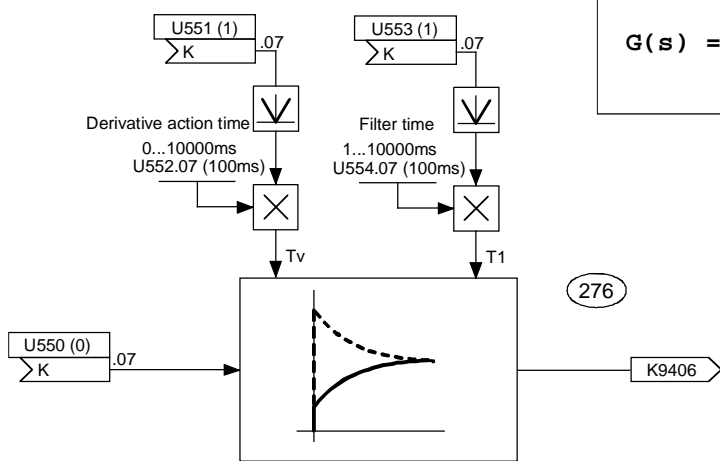 U551 (1)
.07
K
U553 (1)
.07
K
G(s) =
Derivative action time
0...10000ms
U552.07 (100ms)
Filter time
1...10000ms
U554.07 (100ms)
Tv
T1
276
U550 (0)
.07
K
K9406